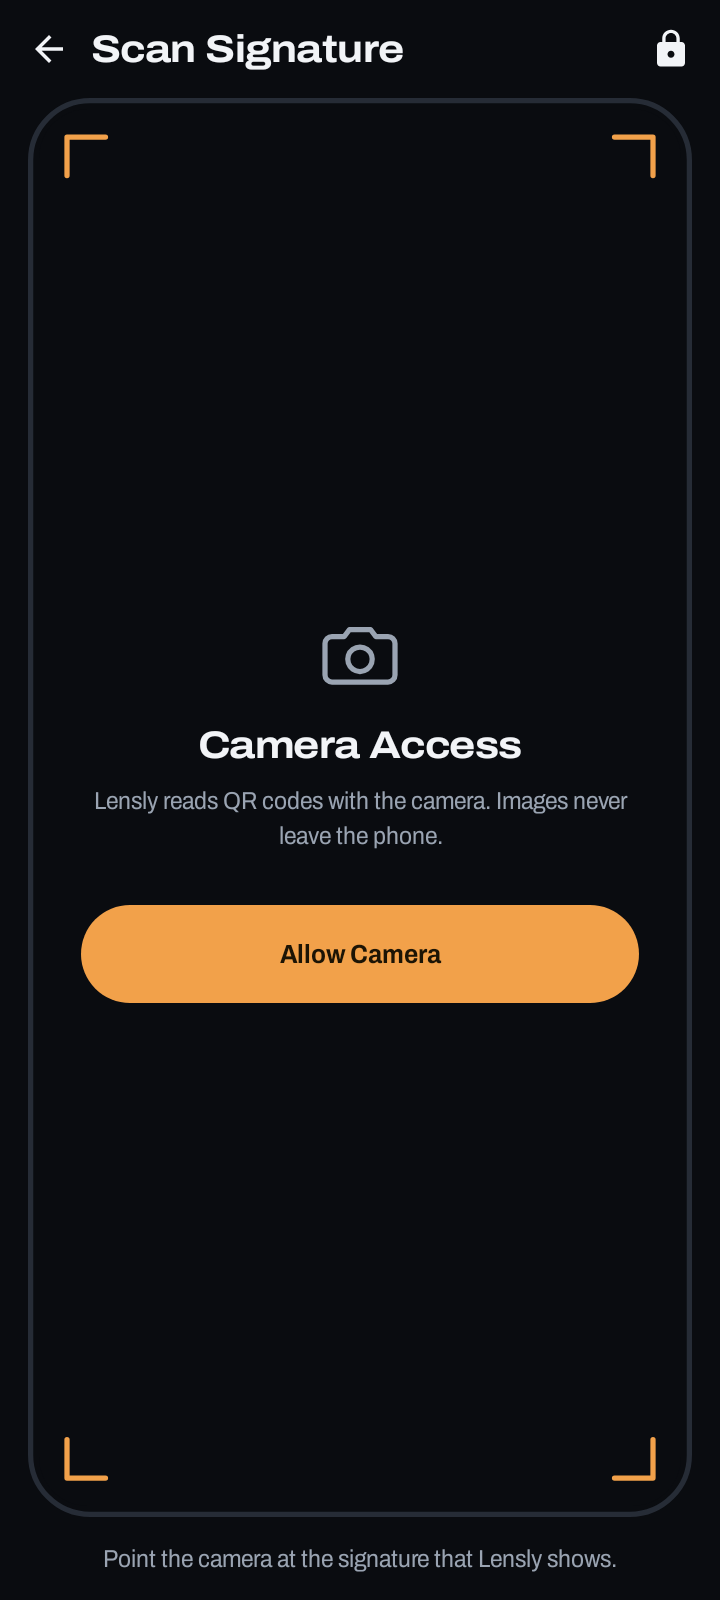 Scan Signature
Camera Access
Lensly reads QR codes with the camera. Images never
leave the phone.
Allow Camera
Point the camera at the signature that Lensly shows.